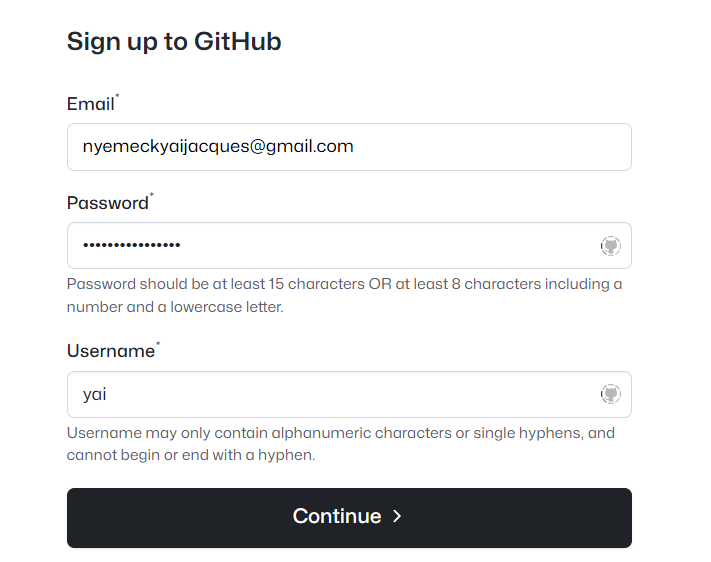 Sign up to GitHub
Email*
nyemeckyaijacques@gmail.com
Password*
••••••••••••••••
Password should be at least 15 characters OR at least 8 characters including a
number and a lowercase letter.
Username*
yai
Username may only contain alphanumeric characters or single hyphens, and
cannot begin or end with a hyphen.
Continue >